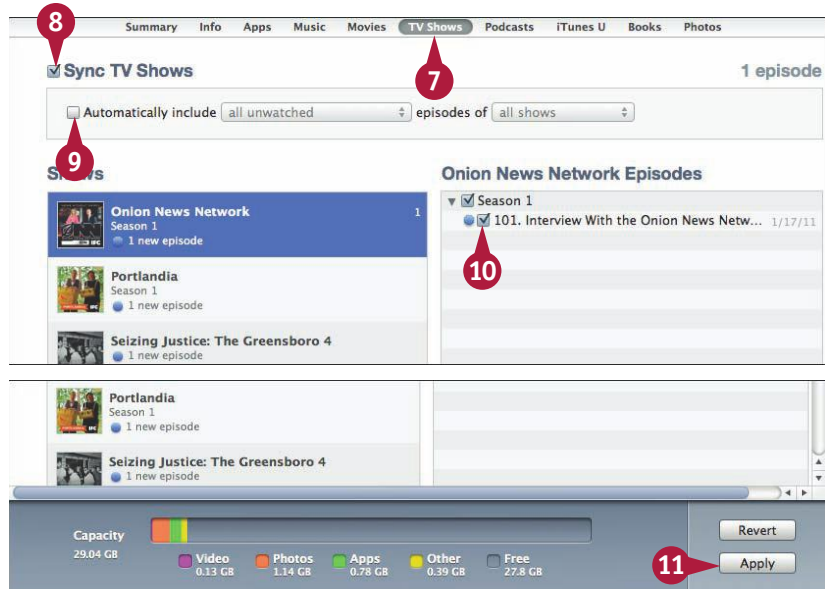 8
Summary Info Apps Music Movies TV Shows Podcasts iTunes U Books Photos
7
Sync TV Shows
1 episode
Automatically include all unwatched episodes of all shows
9
Shows
Onion News Network Episodes
Onion News Network
Season 1
1 new episode
1
Season 1
101. Interview With the Onion News Netw... 1/17/11
10
Portlandia
Season 1
1 new episode
Seizing Justice: The Greensboro 4
1 new episode
Portlandia
Season 1
1 new episode
Seizing Justice: The Greensboro 4
1 new episode
Capacity
29.04 GB
Video
0.13 GB
Photos
1.14 GB
Apps
0.78 GB
Other
0.39 GB
Free
27.8 GB
Revert
11
Apply